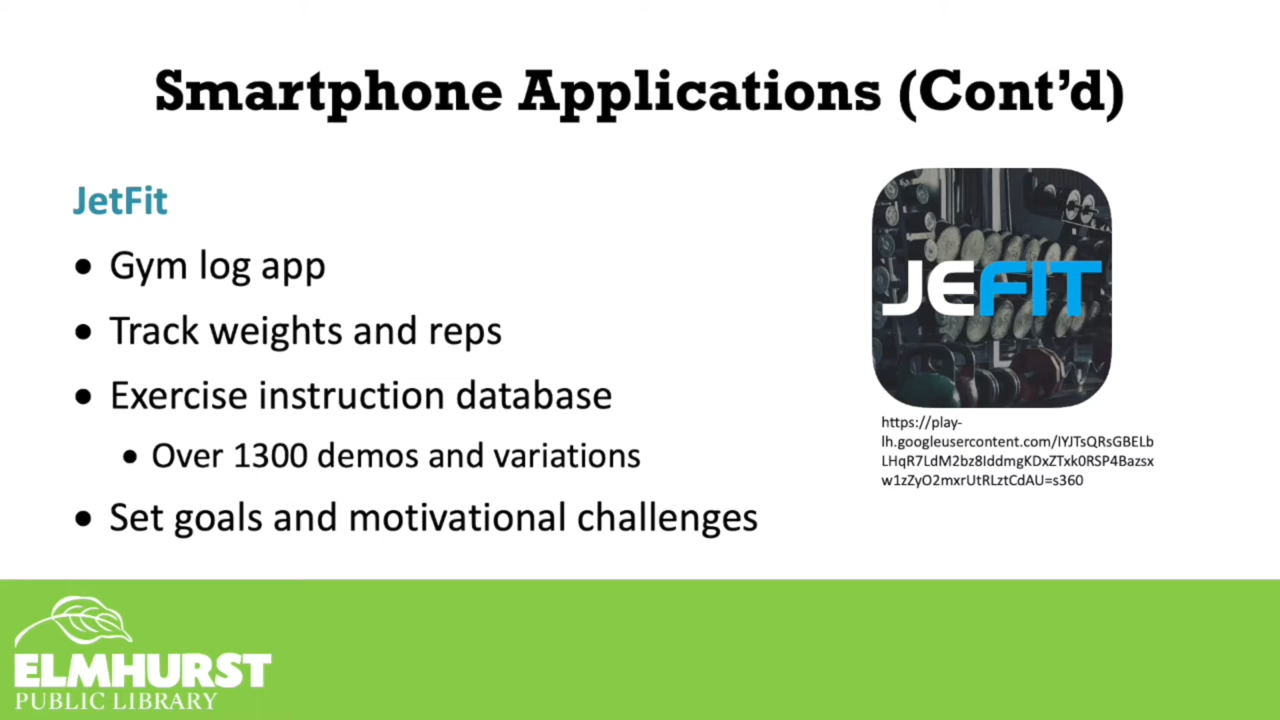 Smartphone Applications (Cont’d)
JetFit
• Gym log app
• Track weights and reps
• Exercise instruction database
• Over 1300 demos and variations
• Set goals and motivational challenges
JEFIT
https://play-
lh.googleusercontent.com/lYJTsQRsGBELb
LHqR7LdM2bz8IddmgKDxZTxk0RSP4Bazsx
w1zZyO2mxrUtRLztCdAU=s360
ELMHURST
PUBLIC LIBRARY